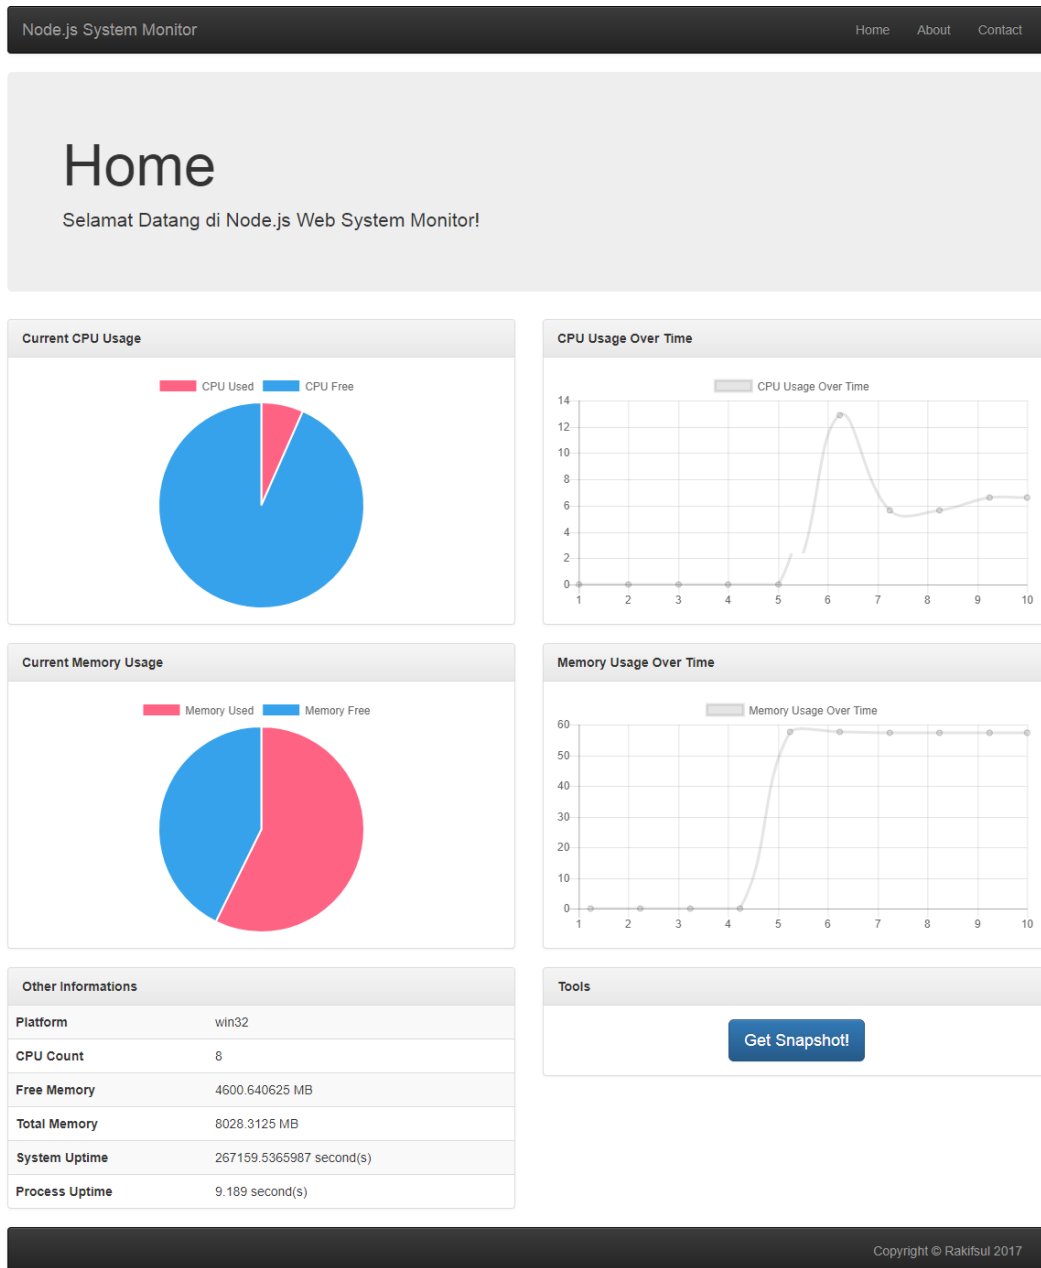 Node.js System Monitor
Home About Contact
Home
Selamat Datang di Node.js Web System Monitor!
Current CPU Usage
CPU Used CPU Free
CPU Usage Over Time
CPU Usage Over Time
14
12
10
8
6
4
2
0
1 2 3 4 5 6 7 8 9 10
Current Memory Usage
Memory Used Memory Free
Memory Usage Over Time
Memory Usage Over Time
60
50
40
30
20
10
0
1 2 3 4 5 6 7 8 9 10
Other Informations
Platform win32
CPU Count 8
Free Memory 4600.640625 MB
Total Memory 8028.3125 MB
System Uptime 267159.5365987 second(s)
Process Uptime 9.189 second(s)
Tools
Get Snapshot!
Copyright © Rakifsul 2017